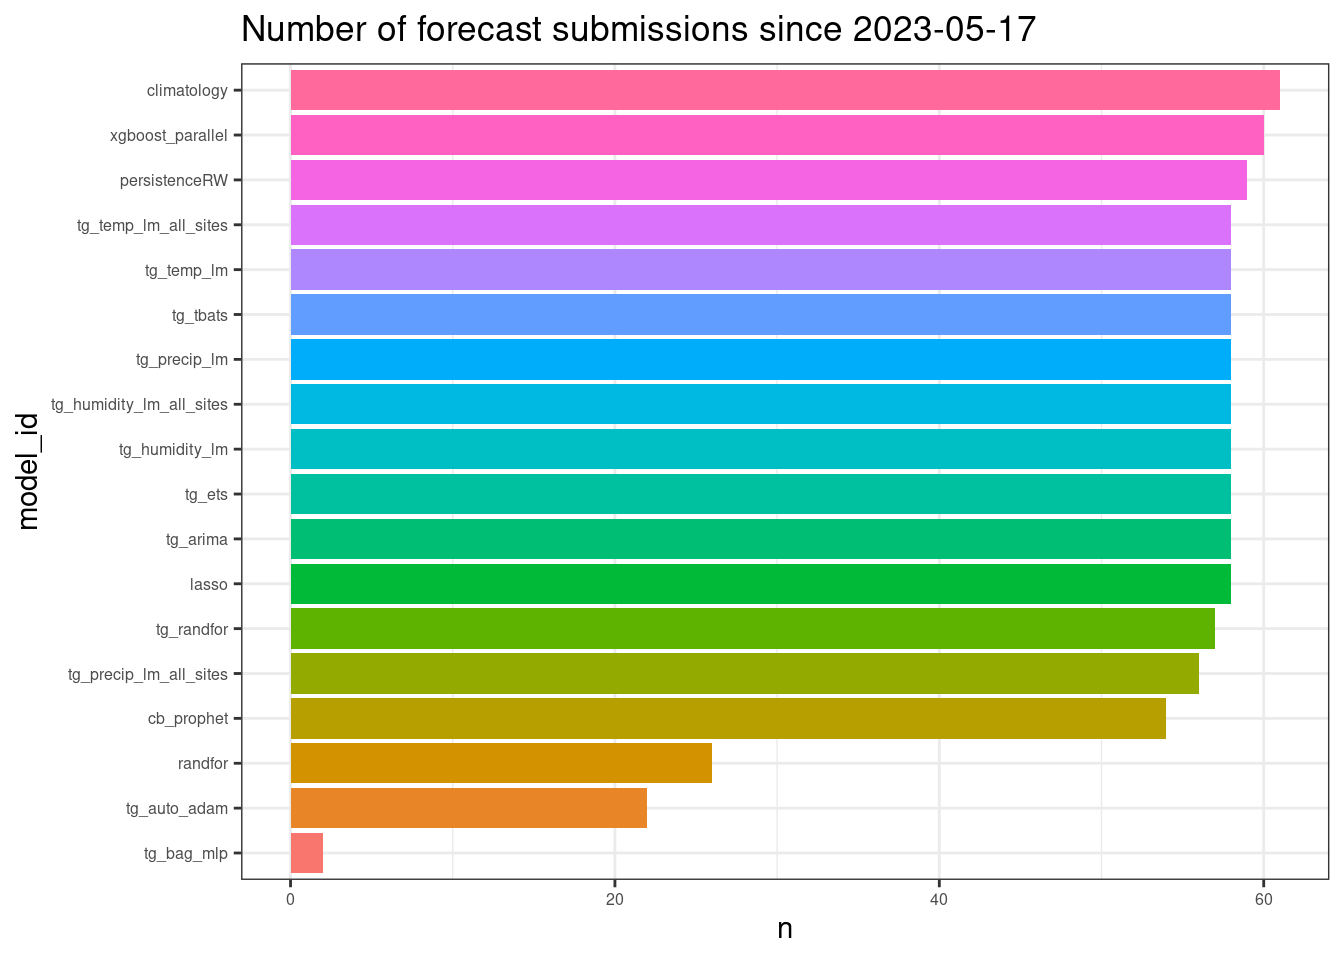 Number of forecast submissions since 2023-05-17
climatology
xgboost_parallel
persistenceRW
tg_temp_lm_all_sites
tg_temp_lm
tg_tbats
tg_precip_lm
tg_humidity_lm_all_sites
tg_humidity_lm
tg_ets
tg_arima
lasso
tg_randfor
tg_precip_lm_all_sites
cb_prophet
randfor
tg_auto_adam
tg_bag_mlp
model_id
0 20 40 60
n